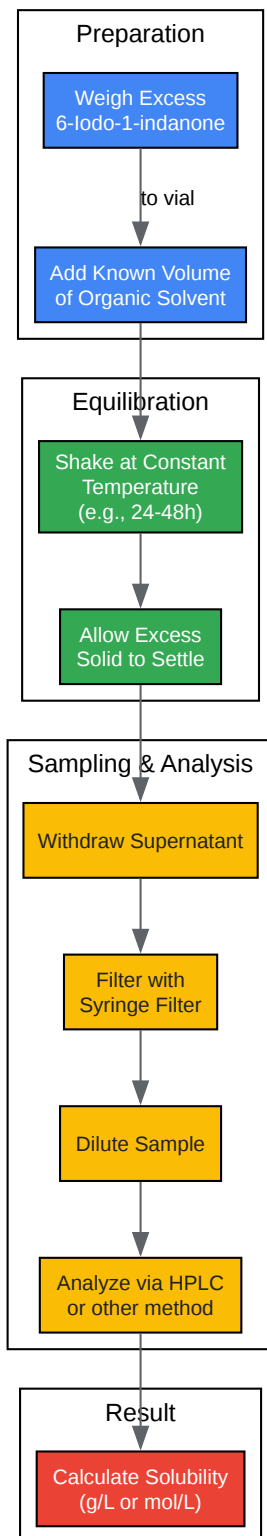 Preparation
Weigh Excess
6-Iodo-1-indanone
to vial
Add Known Volume
of Organic Solvent
Equilibration
Shake at Constant
Temperature
(e.g., 24-48h)
Allow Excess
Solid to Settle
Sampling & Analysis
Withdraw Supernatant
Filter with
Syringe Filter
Dilute Sample
Analyze via HPLC
or other method
Result
Calculate Solubility
(g/L or mol/L)